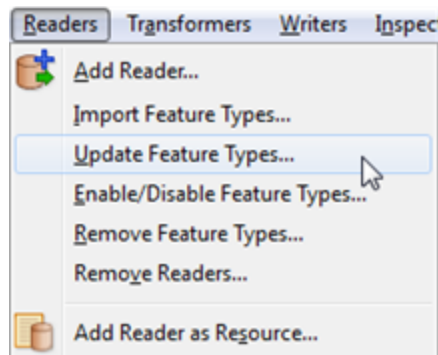 Readers Transformers Writers Inspec
Add Reader...
Import Feature Types...
Update Feature Types...
Enable/Disable Feature Types...
Remove Feature Types...
Remove Readers...
Add Reader as Resource...